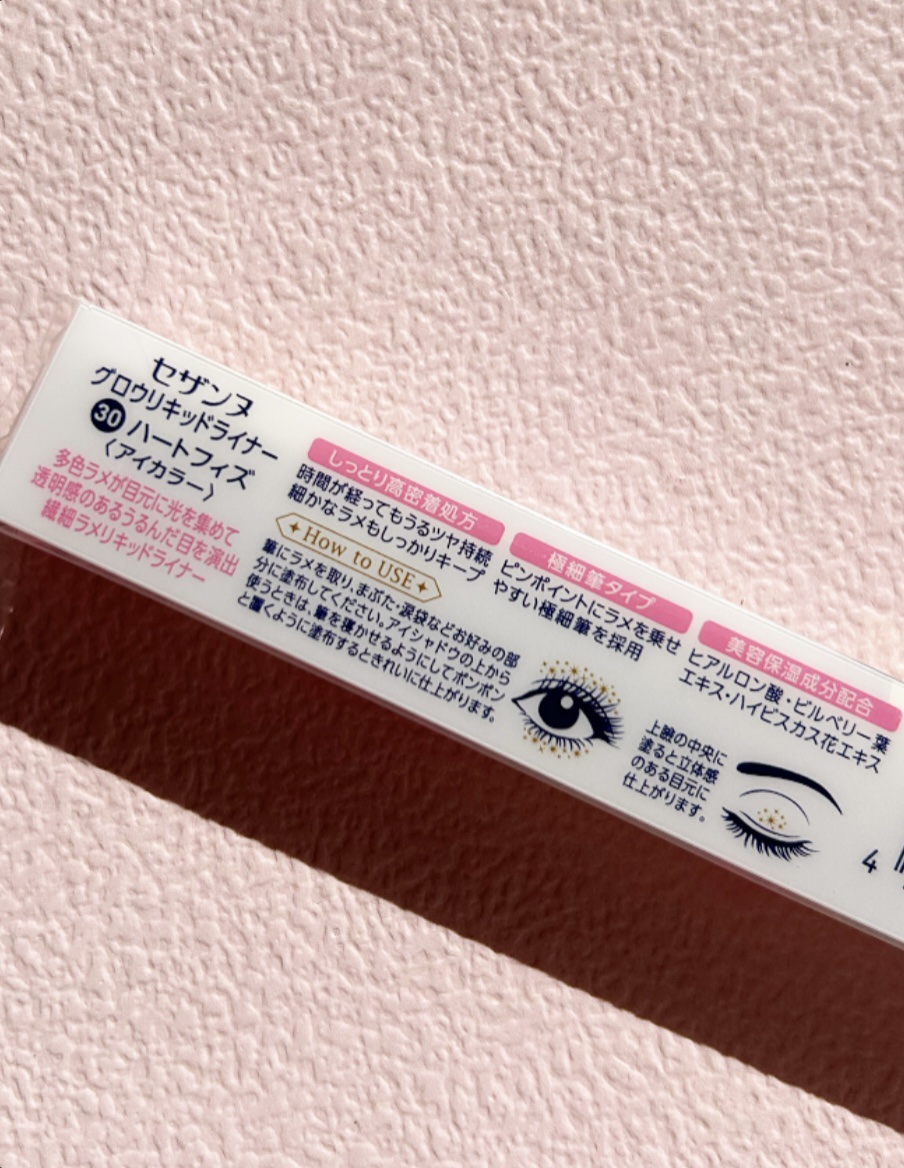 セザンヌ
グロウリキッドライナー
30 ハートフィズ
〈アイカラー〉
多色ラメが目元に光を集めて
透明感のあるうるんだ目を演出
繊細ラメリキッドライナー
しっとり高密着処方
時間が経ってもうるツヤ持続
細かなラメもしっかりキープ
How to USE
筆にラメを取り、まぶた・涙袋などお好みの部
分に塗布してください。アイシャドウの上から
使うときは、筆を寝かせるようにしてポンポン
と置くように塗布するときれいに仕上がります。
極細筆タイプ
ピンポイントにラメを乗せ
やすい極細筆を採用
美容保湿成分配合
ヒアルロン酸・ビルベリー葉
エキス・ハイビスカス花エキス
上瞼の中央に
塗ると立体感
のある目元に
仕上がります。
4